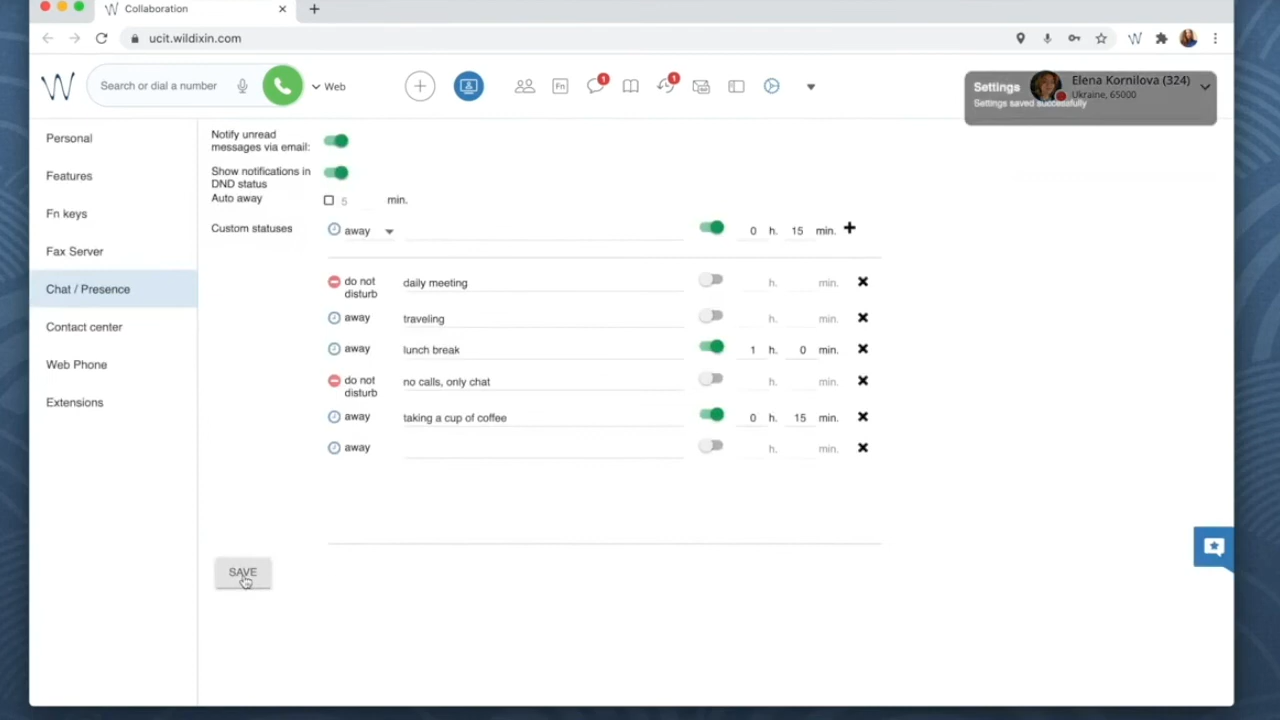 Collaboration
ucit.wildixin.com
Search or dial a number
Web
Fn
1
1
Settings
Settings saved successfully
Elena Kornilova (324)
Ukraine, 65000
Personal
Features
Fn keys
Fax Server
Chat / Presence
Contact center
Web Phone
Extensions
Notify unread
messages via email:
Show notifications in
DND status
Auto away 5 min.
Custom statuses away 0 h. 15 min.
do not disturb daily meeting h. min.
away traveling h. min.
away lunch break 1 h. 0 min.
do not disturb no calls, only chat h. min.
away taking a cup of coffee 0 h. 15 min.
away h. min.
SAVE